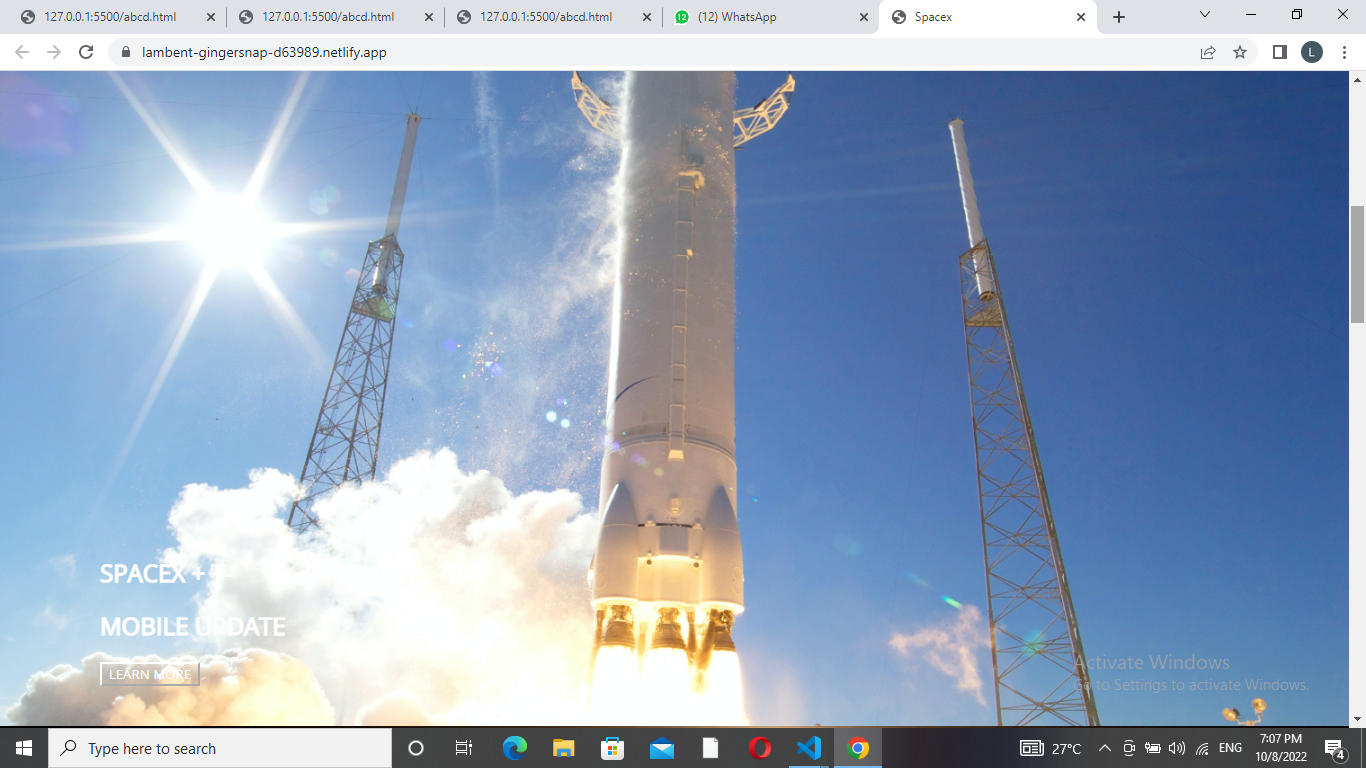 127.0.0.1:5500/abcd.html
127.0.0.1:5500/abcd.html
127.0.0.1:5500/abcd.html
12
(12) WhatsApp
Spacex
lambent-gingersnap-d63989.netlify.app
L
SPACEX + T-
MOBILE UPDATE
LEARN MORE
Activate Windows
Go to Settings to activate Windows.
Type here to search
27°C
ENG
7:07 PM
10/8/2022
4